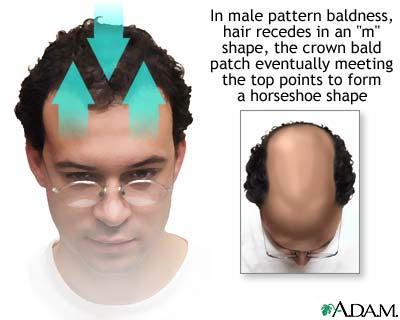 In male pattern baldness,
hair recedes in an "m"
shape, the crown bald
patch eventually meeting
the top points to form
a horseshoe shape
A.D.A.M.